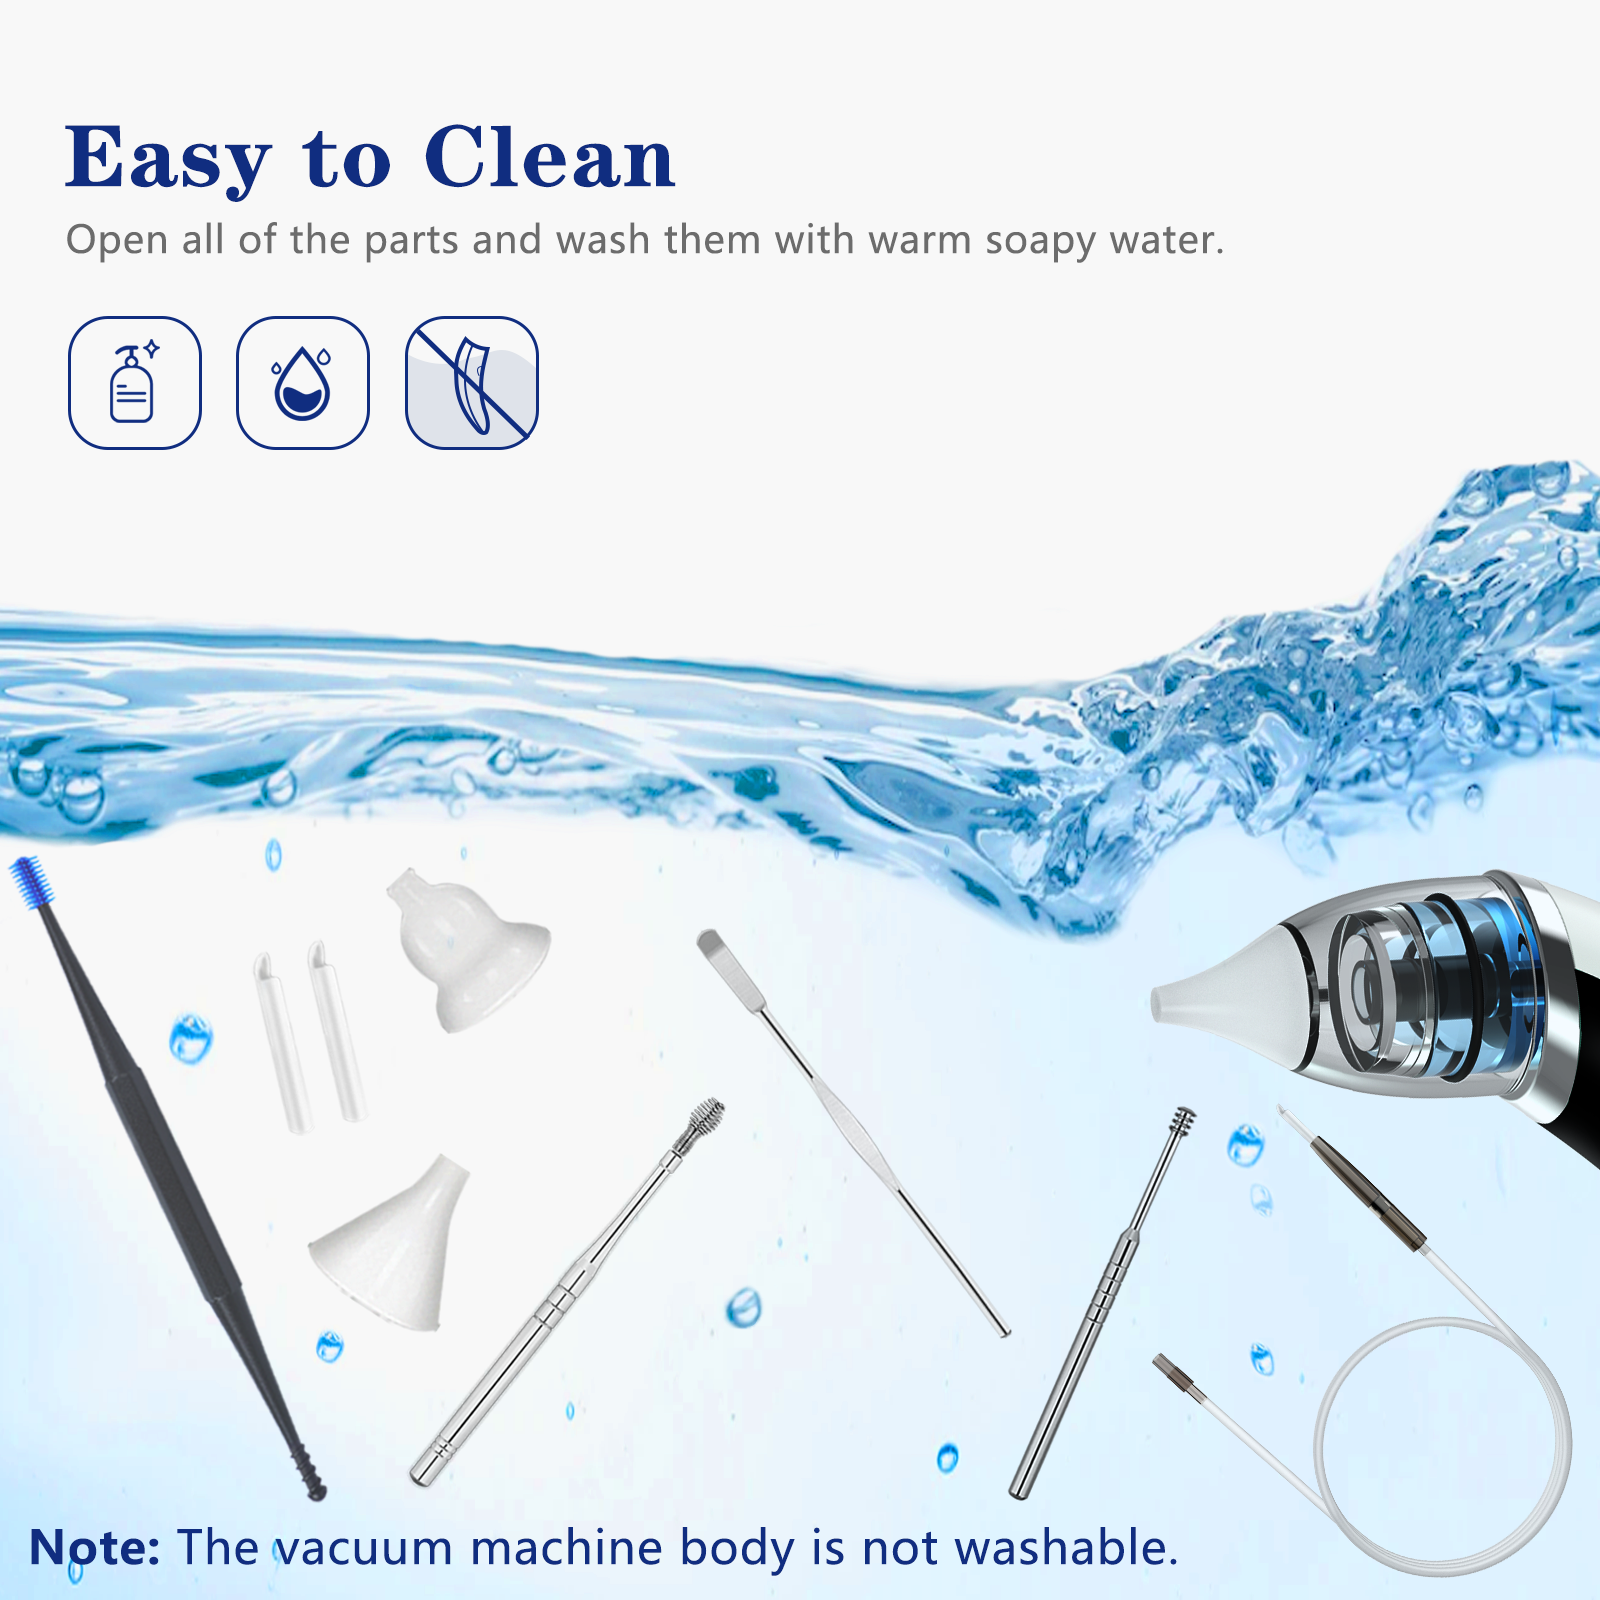 Easy to Clean
Open all of the parts and wash them with warm soapy water.
Note: The vacuum machine body is not washable.